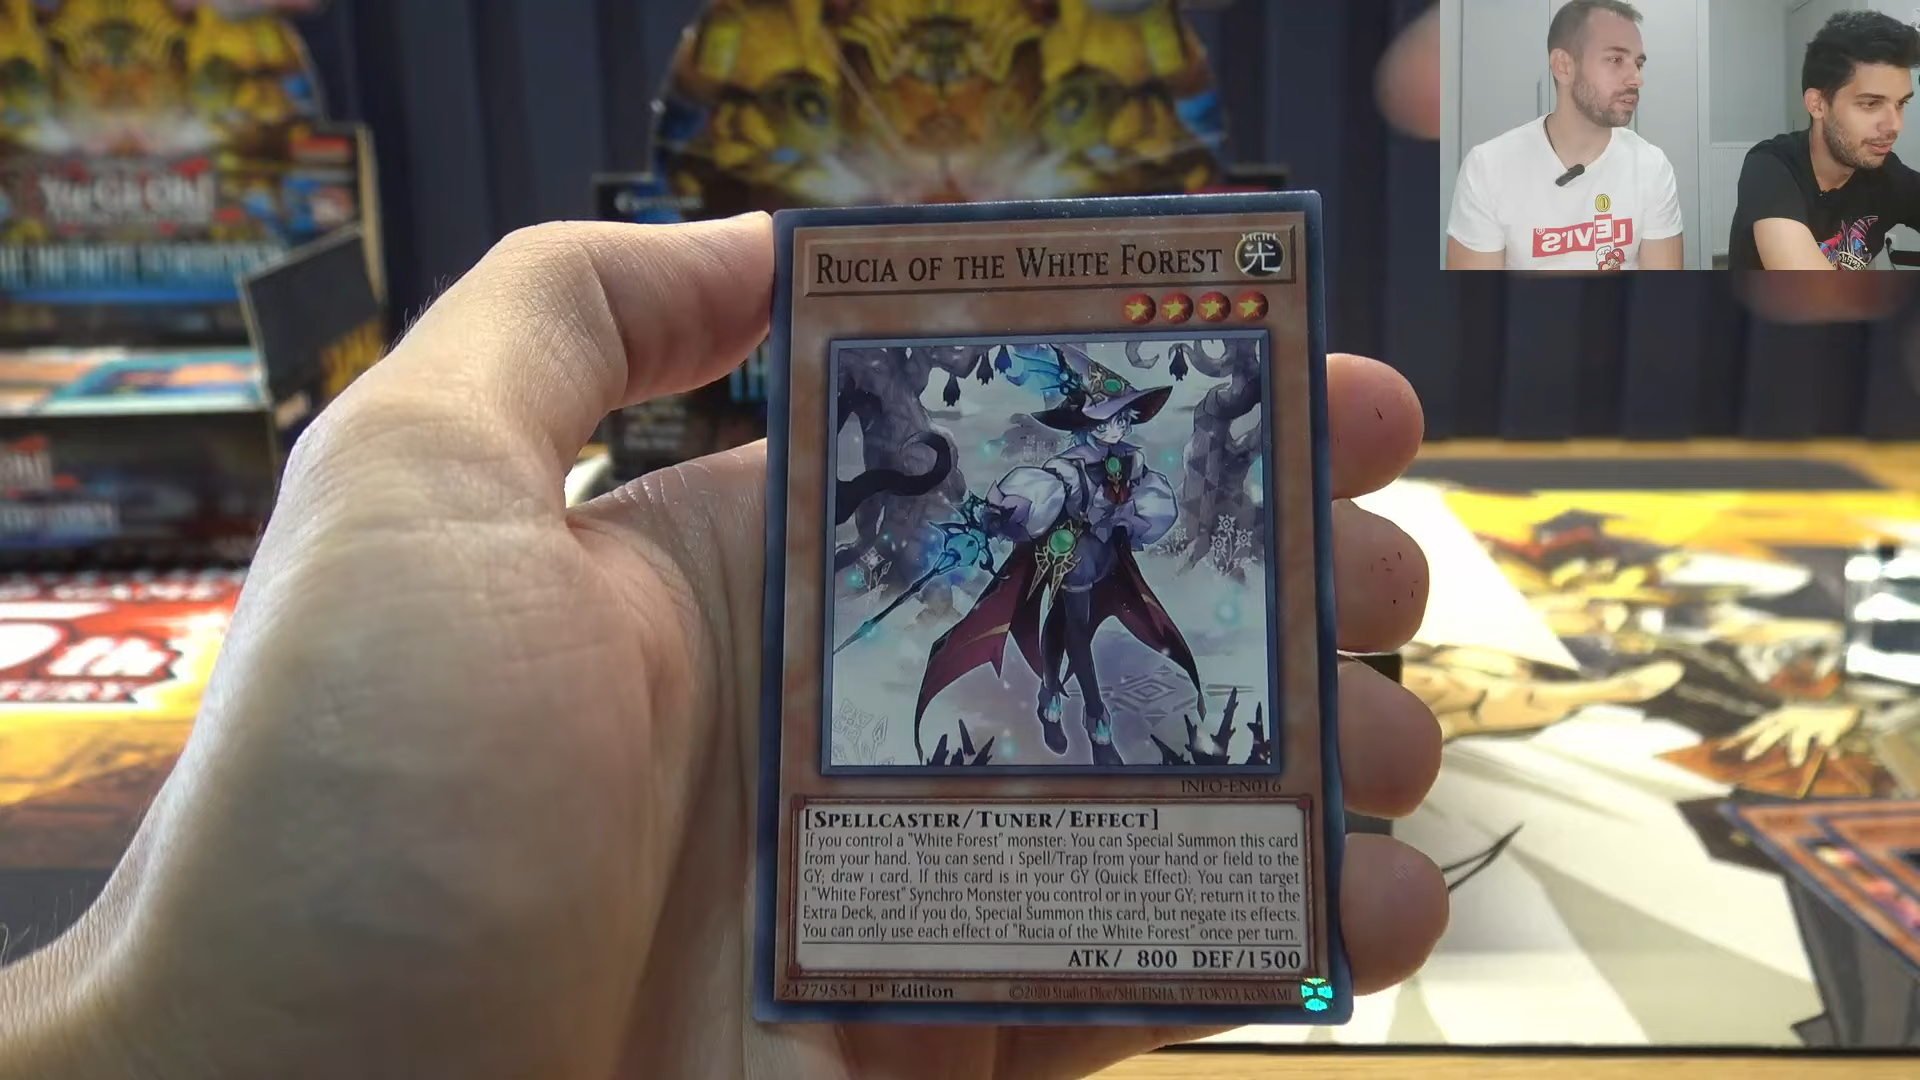 RUCIA OF THE WHITE FOREST
LIGHT
光
INFO-EN016
[SPELLCASTER/TUNER/EFFECT]
If you control a "White Forest" monster: You can Special Summon this card
from your hand. You can send 1 Spell/Trap from your hand or field to the
GY; draw 1 card. If this card is in your GY (Quick Effect): You can target
1 "White Forest" Synchro Monster you control or in your GY; return it to the
Extra Deck, and if you do, Special Summon this card, but negate its effects.
You can only use each effect of "Rucia of the White Forest" once per turn.
ATK/ 800 DEF/1500
24779554 1st Edition
©2020 Studio Dice/SHUEISHA, TV TOKYO, KONAMI
LEVI'S
Yu-Gi-Oh!